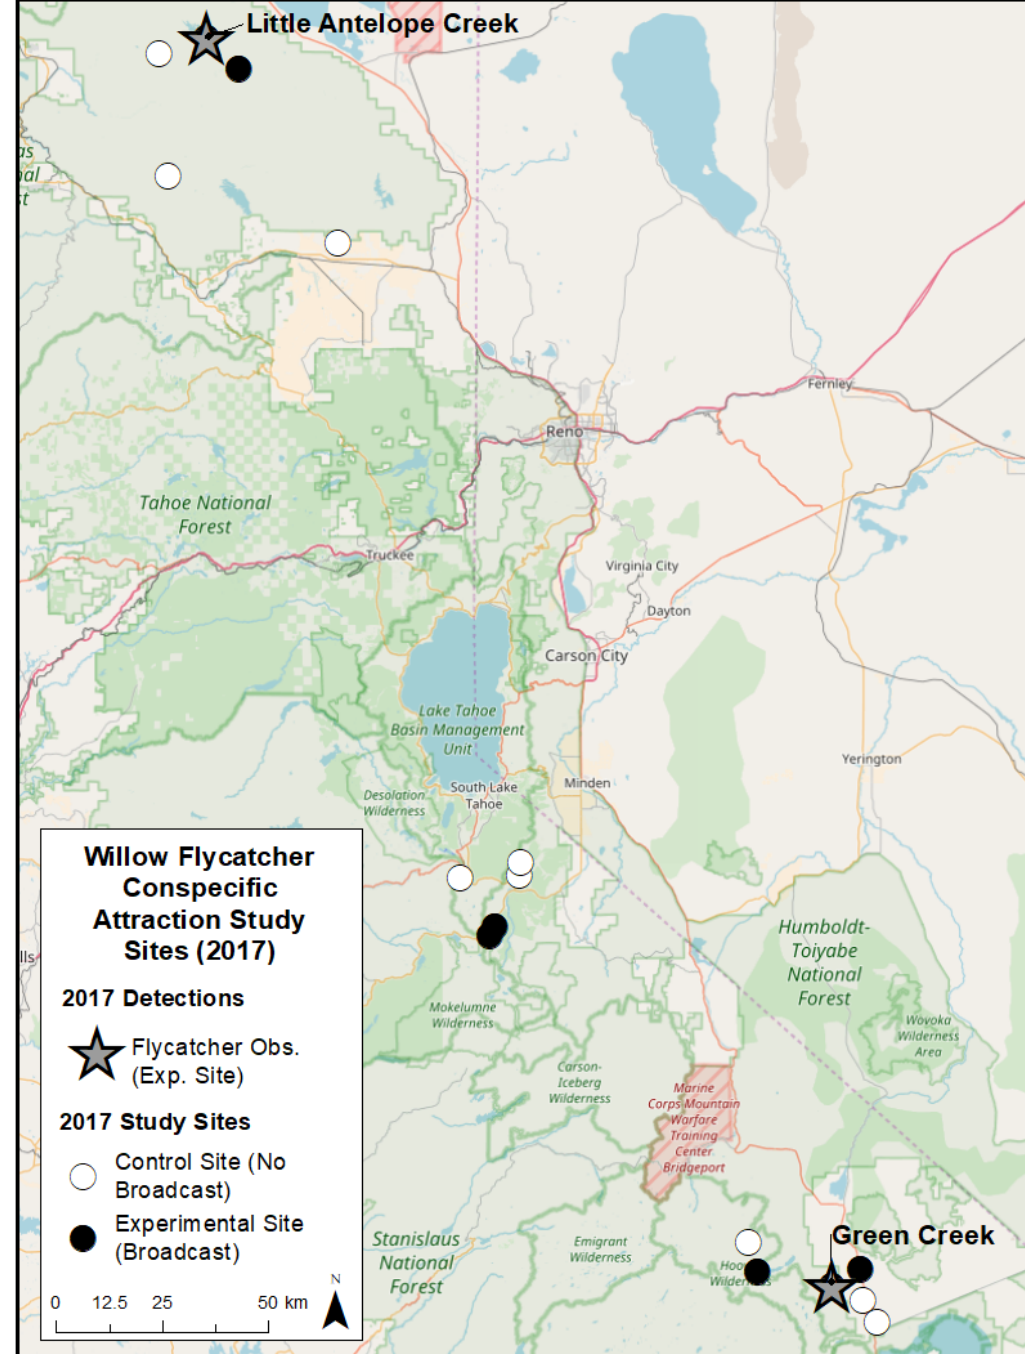 Little Antelope Creek
as
nal
st
Reno
Fernley
Tahoe National
Forest
Truckee
Virginia City
Dayton
Carson City
Lake Tahoe
Basin Management
Unit
Yerington
Desolation
Wilderness
South Lake
Tahoe
Minden
Willow Flycatcher
Conspecific
Attraction Study
Sites (2017)
2017 Detections
Flycatcher Obs.
(Exp. Site)
2017 Study Sites
Control Site (No
Broadcast)
Experimental Site
(Broadcast)
N
0 12.5 25 50 km
lls
Humboldt-
Toiyabe
National
Forest
Mokelumne
Wilderness
Wovoka
Wilderness
Area
Carson-
Iceberg
Wilderness
Marine
Corps Mountain
Warfare
Training
Center
Bridgeport
Stanislaus
National
Forest
Emigrant
Wilderness
Green Creek